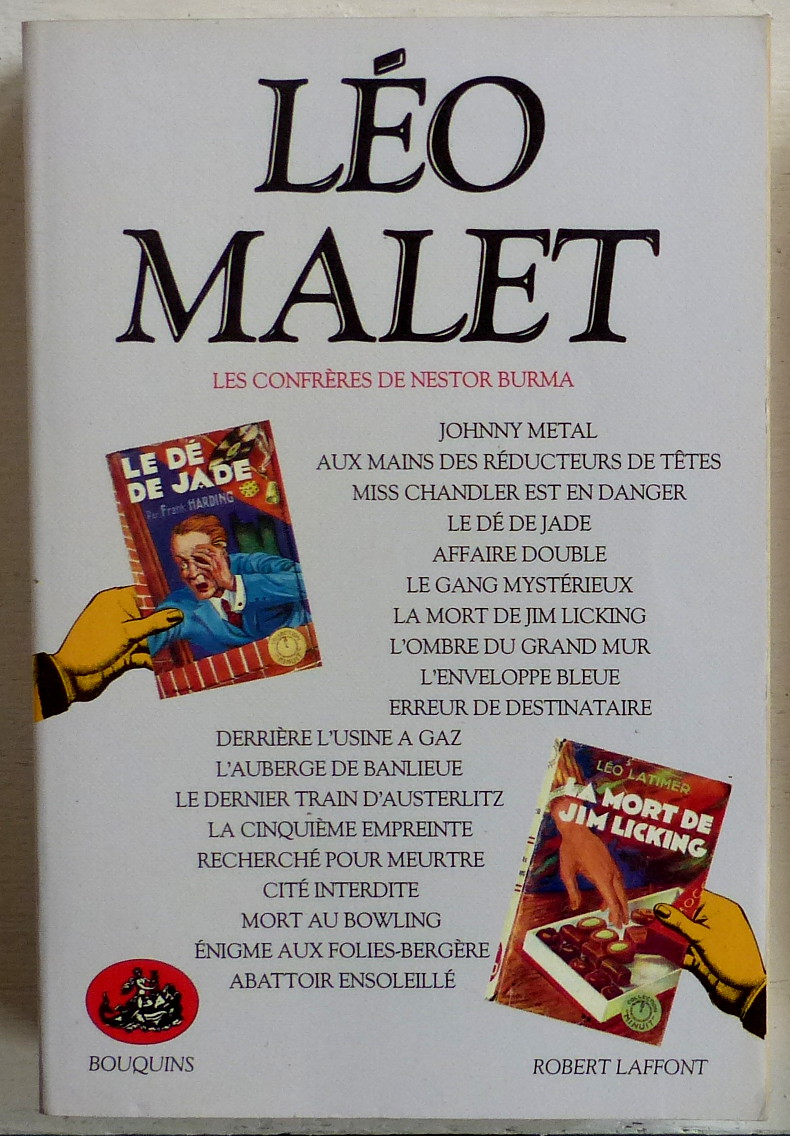 LÉO
MALET
LES CONFRÈRES DE NESTOR BURMA
LE DÉ
DE JADE
Par Frank HARDING
JOHNNY METAL
AUX MAINS DES RÉDUCTEURS DE TÊTES
MISS CHANDLER EST EN DANGER
LE DÉ DE JADE
AFFAIRE DOUBLE
LE GANG MYSTÉRIEUX
LA MORT DE JIM LICKING
L'OMBRE DU GRAND MUR
L'ENVELOPPE BLEUE
ERREUR DE DESTINATAIRE
DERRIÈRE L'USINE A GAZ
L'AUBERGE DE BANLIEUE
LE DERNIER TRAIN D'AUSTERLITZ
LA CINQUIÈME EMPREINTE
RECHERCHÉ POUR MEURTRE
CITÉ INTERDITE
MORT AU BOWLING
ÉNIGME AUX FOLIES-BERGÈRE
ABATTOIR ENSOLEILLÉ
LÉO LATIMER
LA MORT DE
JIM LICKING
COLLECTION
"MINUIT"
BOUQUINS
ROBERT LAFFONT